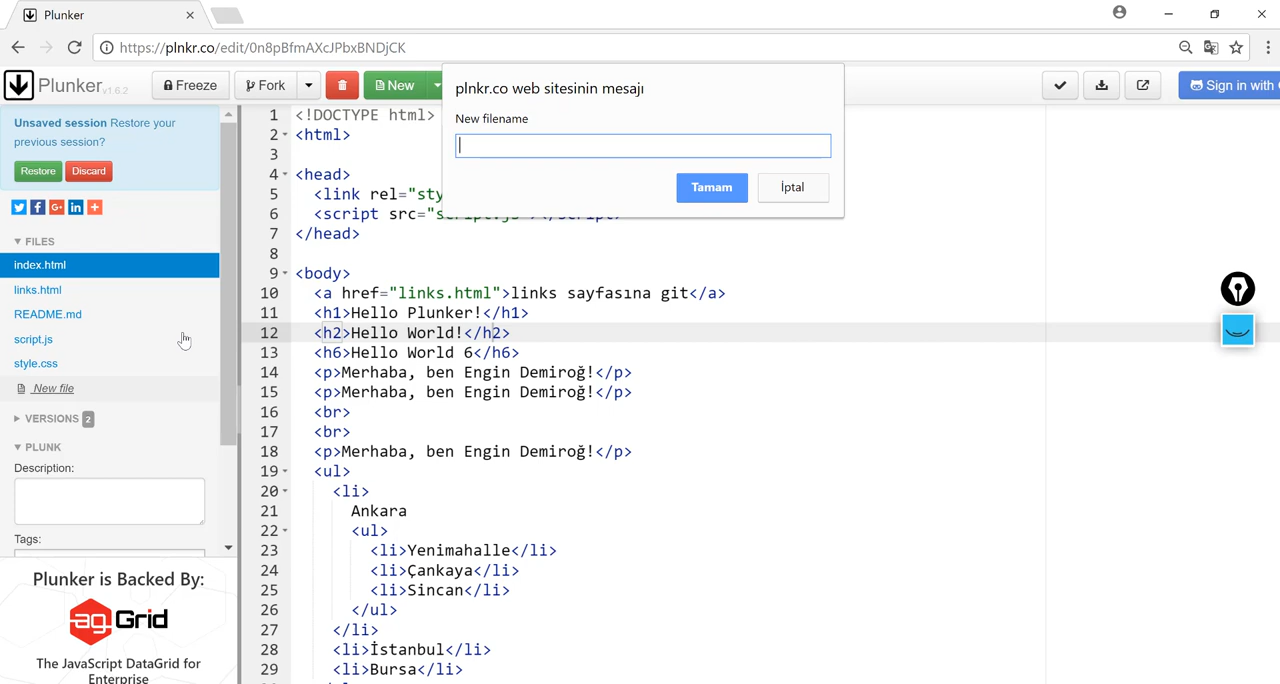 Plunker
https://plnkr.co/edit/0n8pBfmAXcJPbxBNDjCK
Plunker v1.6.2
Freeze
Fork
New
Sign in with
plnkr.co web sitesinin mesajı
New filename
Tamam
İptal
Unsaved session Restore your
previous session?
Restore
Discard
FILES
index.html
links.html
README.md
script.js
style.css
New file
VERSIONS 2
PLUNK
Description:
Tags:
Plunker is Backed By:
ag Grid
The JavaScript DataGrid for
Enterprise
1 <!DOCTYPE html>
2 <html>
3
4 <head>
5 <link rel="sty
6 <script src="script.js"></script>
7 </head>
8
9 <body>
10 <a href="links.html">links sayfasına git</a>
11 <h1>Hello Plunker!</h1>
12 <h2>Hello World!</h2>
13 <h6>Hello World 6</h6>
14 <p>Merhaba, ben Engin Demiroğ!</p>
15 <p>Merhaba, ben Engin Demiroğ!</p>
16 <br>
17 <br>
18 <p>Merhaba, ben Engin Demiroğ!</p>
19 <ul>
20 <li>
21 Ankara
22 <ul>
23 <li>Yenimahalle</li>
24 <li>Çankaya</li>
25 <li>Sincan</li>
26 </ul>
27 </li>
28 <li>İstanbul</li>
29 <li>Bursa</li>